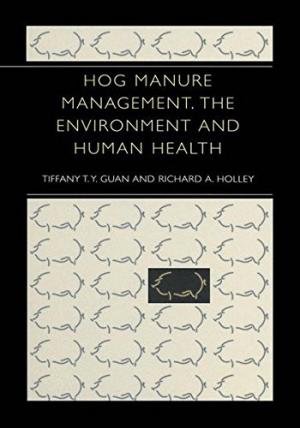 HOG MANURE
MANAGEMENT, THE
ENVIRONMENT AND
HUMAN HEALTH
TIFFANY T. Y. GUAN AND RICHARD A. HOLLEY